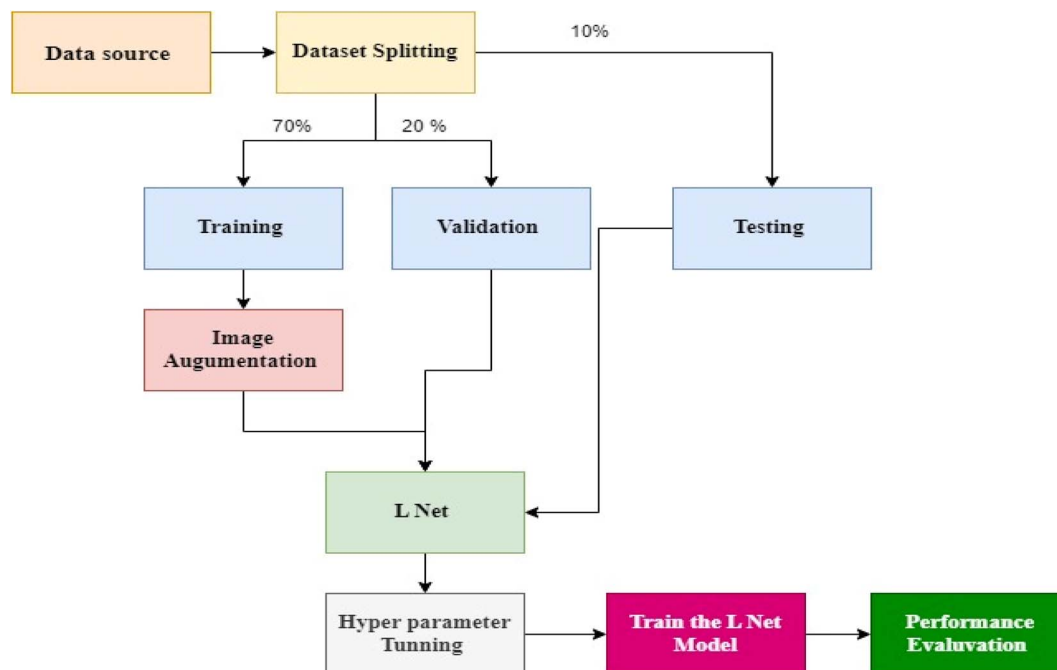 Data source
Dataset Splitting
10%
70%
20 %
Training
Validation
Testing
Image
Augumentation
L Net
Hyper parameter
Tunning
Train the L Net
Model
Performance
Evaluvation